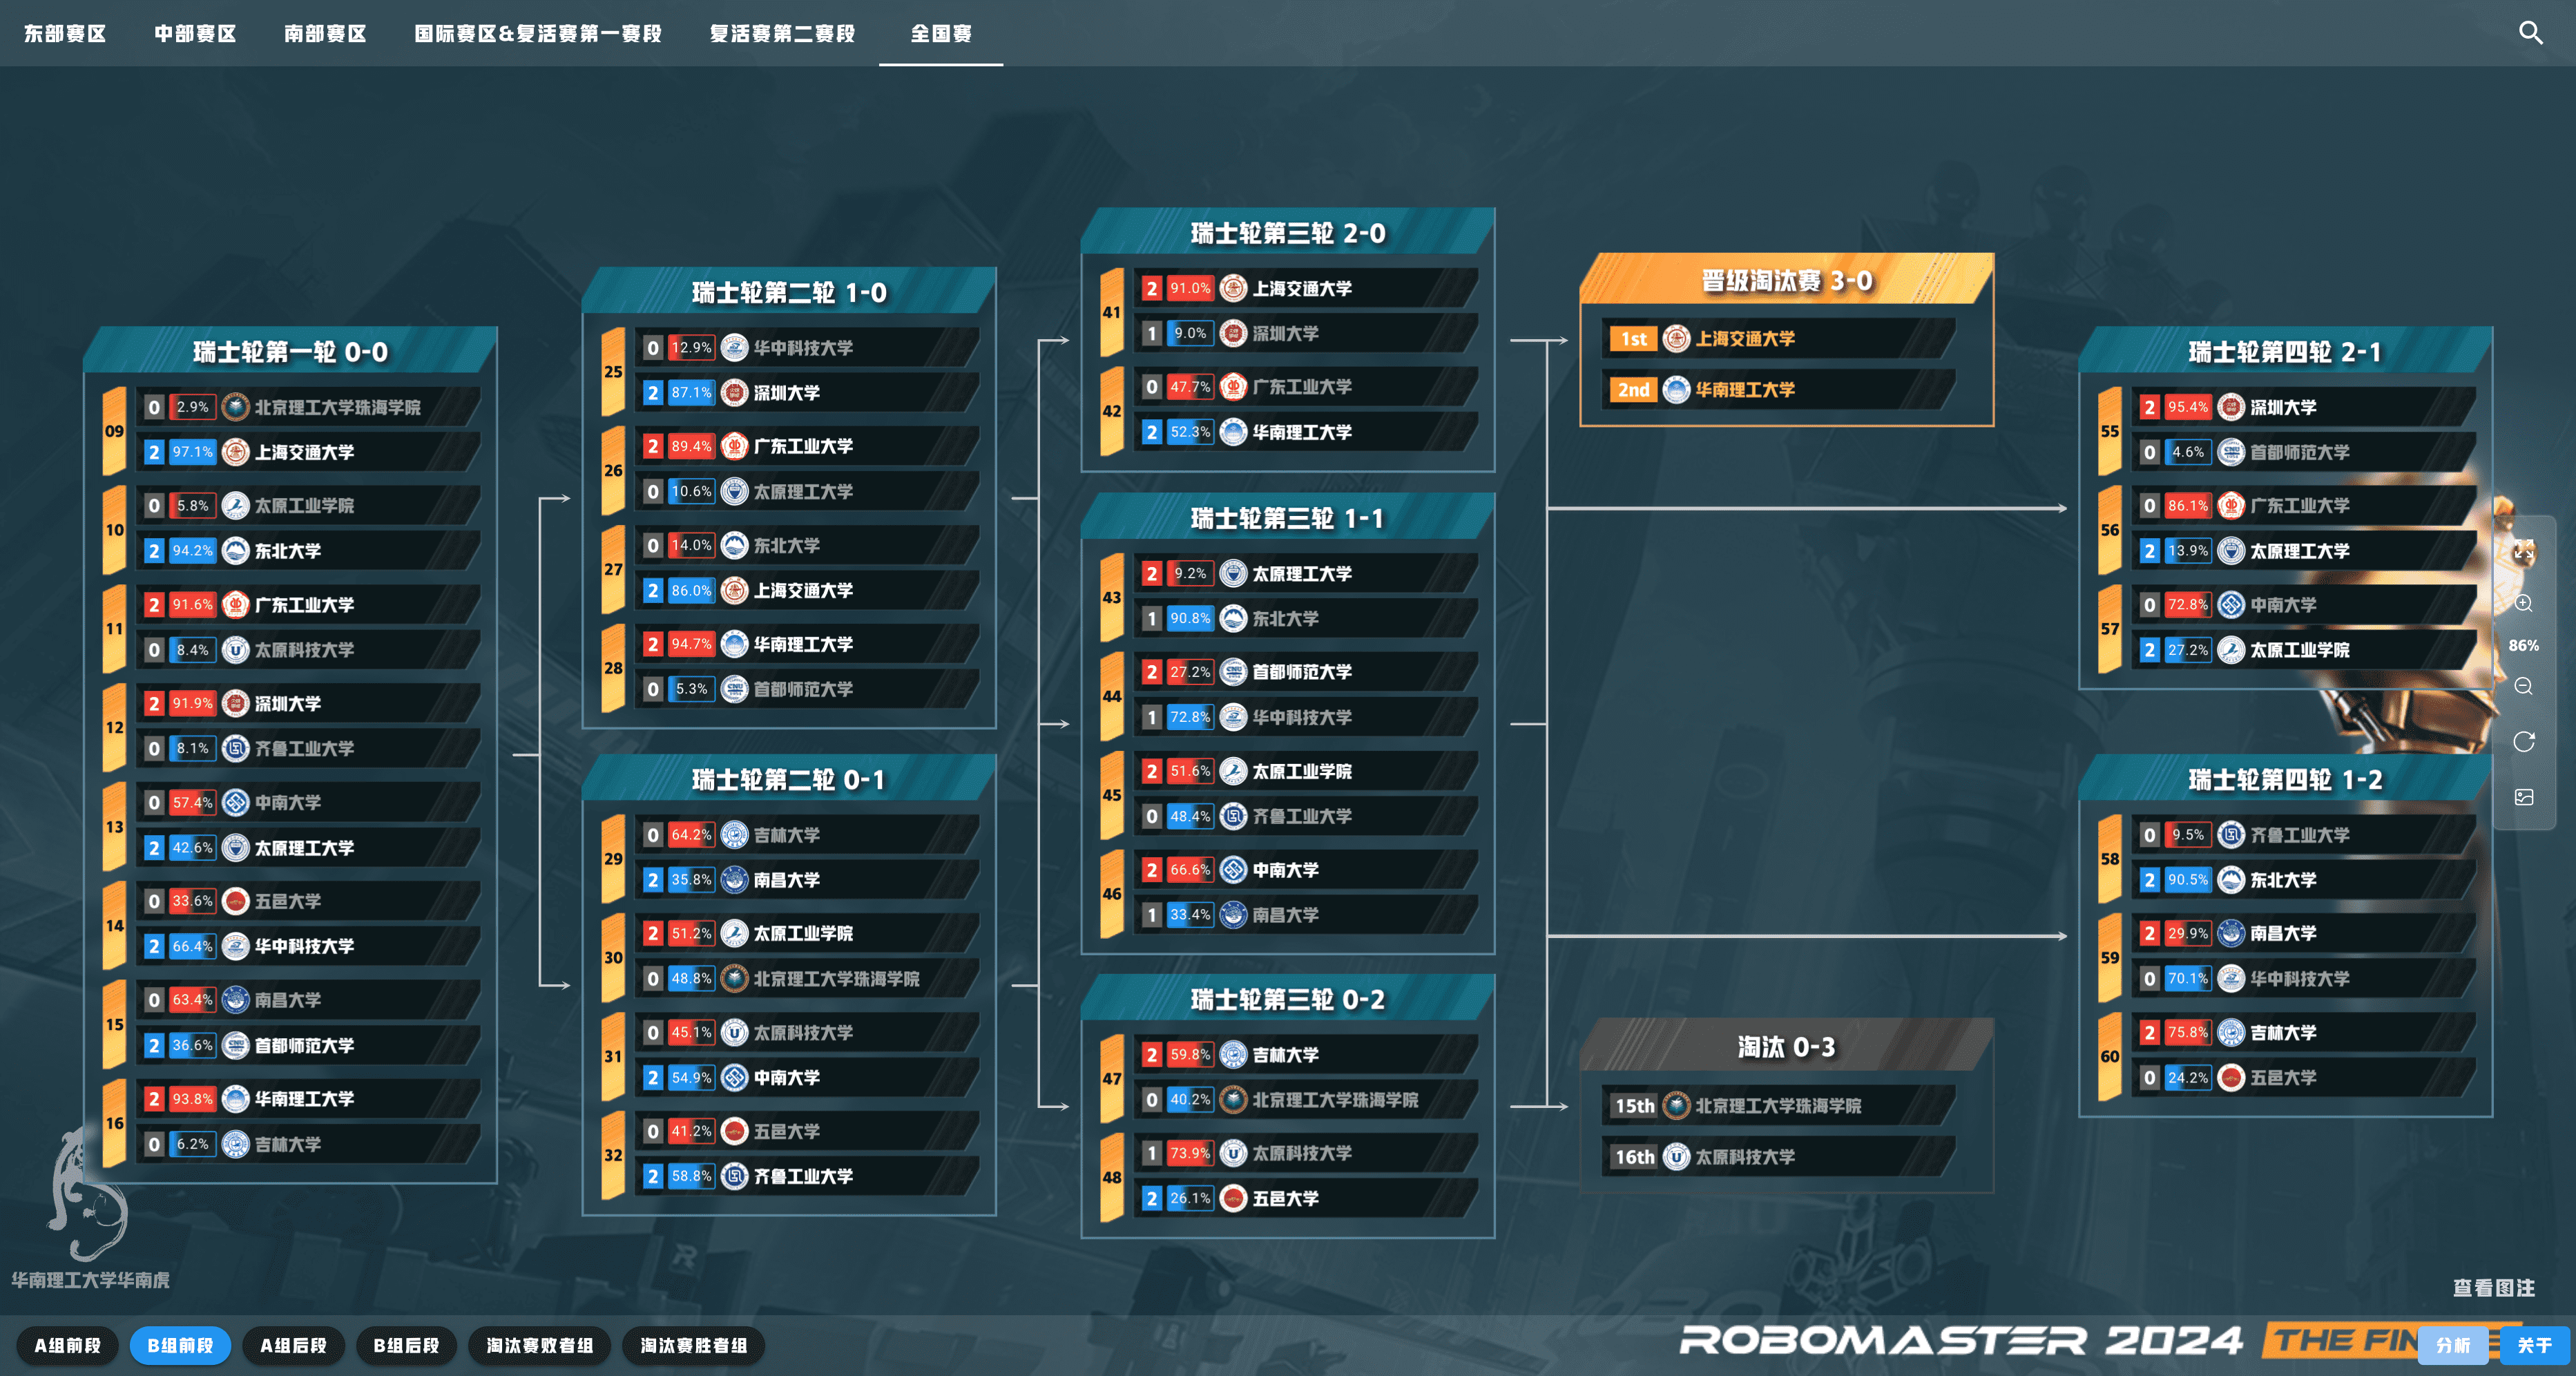 东部赛区
中部赛区
南部赛区
国际赛区&复活赛第一赛段
复活赛第二赛段
全国赛
瑞士轮第一轮 0-0
09
0 2.9% 北京理工大学珠海学院
2 97.1% 上海交通大学
10
0 5.8% 太原工业学院
2 94.2% 东北大学
11
2 91.6% 广东工业大学
0 8.4% 太原科技大学
12
2 91.9% 深圳大学
0 8.1% 齐鲁工业大学
13
0 57.4% 中南大学
2 42.6% 太原理工大学
14
0 33.6% 五邑大学
2 66.4% 华中科技大学
15
0 63.4% 南昌大学
2 36.6% 首都师范大学
16
2 93.8% 华南理工大学
0 6.2% 吉林大学
瑞士轮第二轮 1-0
25
0 12.9% 华中科技大学
2 87.1% 深圳大学
26
2 89.4% 广东工业大学
0 10.6% 太原理工大学
27
0 14.0% 东北大学
2 86.0% 上海交通大学
28
2 94.7% 华南理工大学
0 5.3% 首都师范大学
瑞士轮第二轮 0-1
29
0 64.2% 吉林大学
2 35.8% 南昌大学
30
2 51.2% 太原工业学院
0 48.8% 北京理工大学珠海学院
31
0 45.1% 太原科技大学
2 54.9% 中南大学
32
0 41.2% 五邑大学
2 58.8% 齐鲁工业大学
瑞士轮第三轮 2-0
41
2 91.0% 上海交通大学
1 9.0% 深圳大学
42
0 47.7% 广东工业大学
2 52.3% 华南理工大学
瑞士轮第三轮 1-1
43
2 9.2% 太原理工大学
1 90.8% 东北大学
44
2 27.2% 首都师范大学
1 72.8% 华中科技大学
45
2 51.6% 太原工业学院
0 48.4% 齐鲁工业大学
46
2 66.6% 中南大学
1 33.4% 南昌大学
瑞士轮第三轮 0-2
47
2 59.8% 吉林大学
0 40.2% 北京理工大学珠海学院
48
1 73.9% 太原科技大学
2 26.1% 五邑大学
晋级淘汰赛 3-0
1st 上海交通大学
2nd 华南理工大学
淘汰 0-3
15th 北京理工大学珠海学院
16th 太原科技大学
瑞士轮第四轮 2-1
55
2 95.4% 深圳大学
0 4.6% 首都师范大学
56
0 86.1% 广东工业大学
2 13.9% 太原理工大学
57
0 72.8% 中南大学
2 27.2% 太原工业学院
瑞士轮第四轮 1-2
58
0 9.5% 齐鲁工业大学
2 90.5% 东北大学
59
2 29.9% 南昌大学
0 70.1% 华中科技大学
60
2 75.8% 吉林大学
0 24.2% 五邑大学
86%
华南理工大学华南虎
查看图注
A组前段
B组前段
A组后段
B组后段
淘汰赛败者组
淘汰赛胜者组
ROBOMASTER 2024 THE FIN
分析
关于